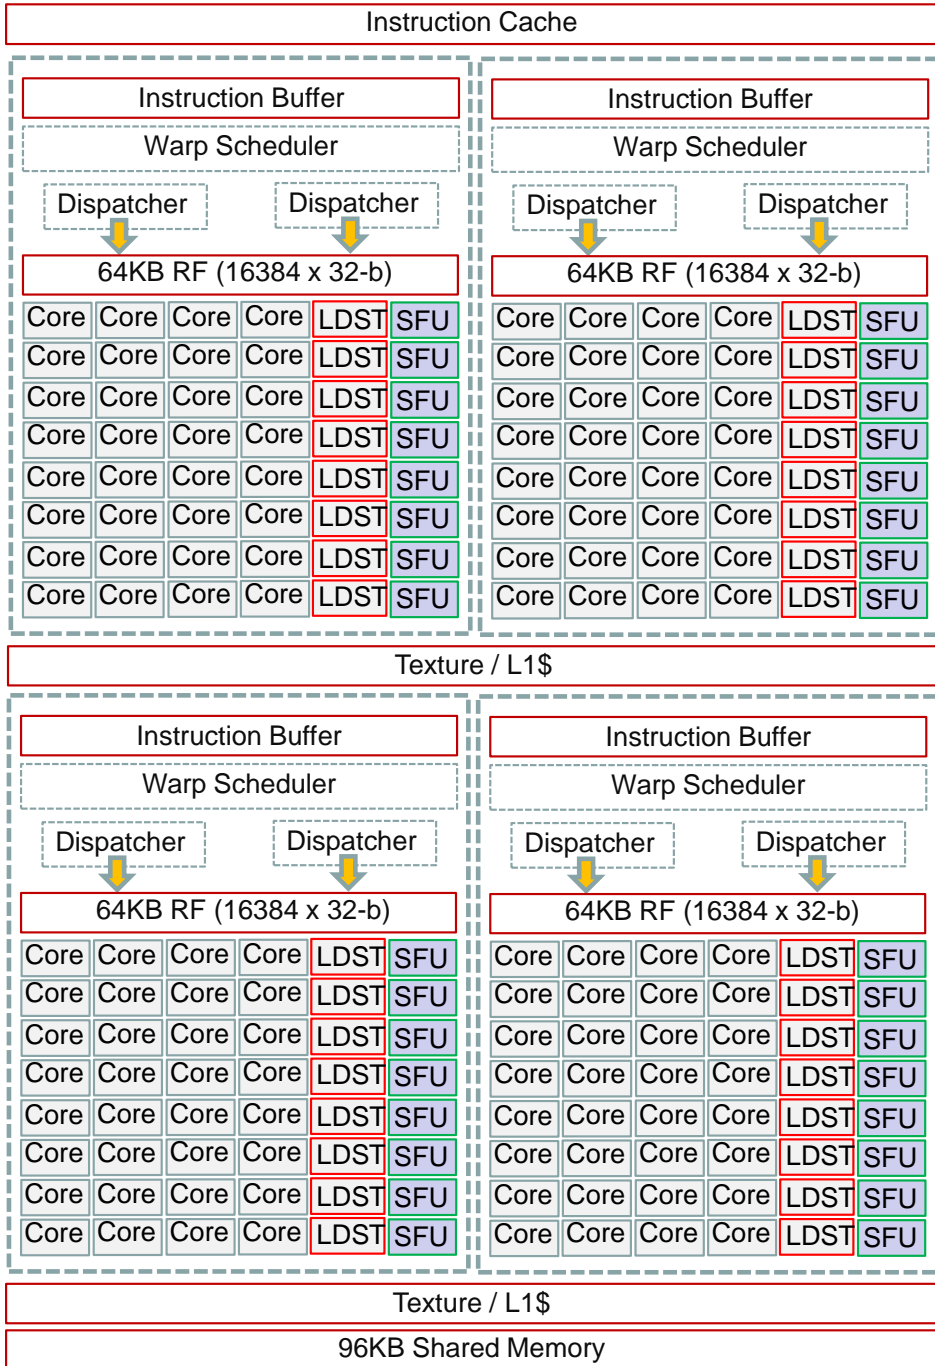 Instruction Cache
Instruction Buffer Instruction Buffer
Warp Scheduler Warp Scheduler
Dispatcher Dispatcher Dispatcher Dispatcher
64KB RF (16384 x 32-b) 64KB RF (16384 x 32-b)
Core Core Core Core LDST SFU Core Core Core Core LDST SFU
Core Core Core Core LDST SFU Core Core Core Core LDST SFU
Core Core Core Core LDST SFU Core Core Core Core LDST SFU
Core Core Core Core LDST SFU Core Core Core Core LDST SFU
Core Core Core Core LDST SFU Core Core Core Core LDST SFU
Core Core Core Core LDST SFU Core Core Core Core LDST SFU
Core Core Core Core LDST SFU Core Core Core Core LDST SFU
Core Core Core Core LDST SFU Core Core Core Core LDST SFU
Texture / L1$
Instruction Buffer Instruction Buffer
Warp Scheduler Warp Scheduler
Dispatcher Dispatcher Dispatcher Dispatcher
64KB RF (16384 x 32-b) 64KB RF (16384 x 32-b)
Core Core Core Core LDST SFU Core Core Core Core LDST SFU
Core Core Core Core LDST SFU Core Core Core Core LDST SFU
Core Core Core Core LDST SFU Core Core Core Core LDST SFU
Core Core Core Core LDST SFU Core Core Core Core LDST SFU
Core Core Core Core LDST SFU Core Core Core Core LDST SFU
Core Core Core Core LDST SFU Core Core Core Core LDST SFU
Core Core Core Core LDST SFU Core Core Core Core LDST SFU
Core Core Core Core LDST SFU Core Core Core Core LDST SFU
Texture / L1$
96KB Shared Memory